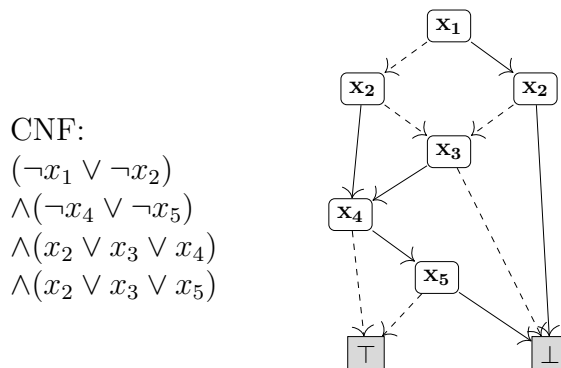 CNF:
(¬x₁ ∨ ¬x₂)
∧(¬x₄ ∨ ¬x₅)
∧(x₂ ∨ x₃ ∨ x₄)
∧(x₂ ∨ x₃ ∨ x₅)
x₁
x₂ x₂
x₃
x₄
x₅
⊤ ⊥